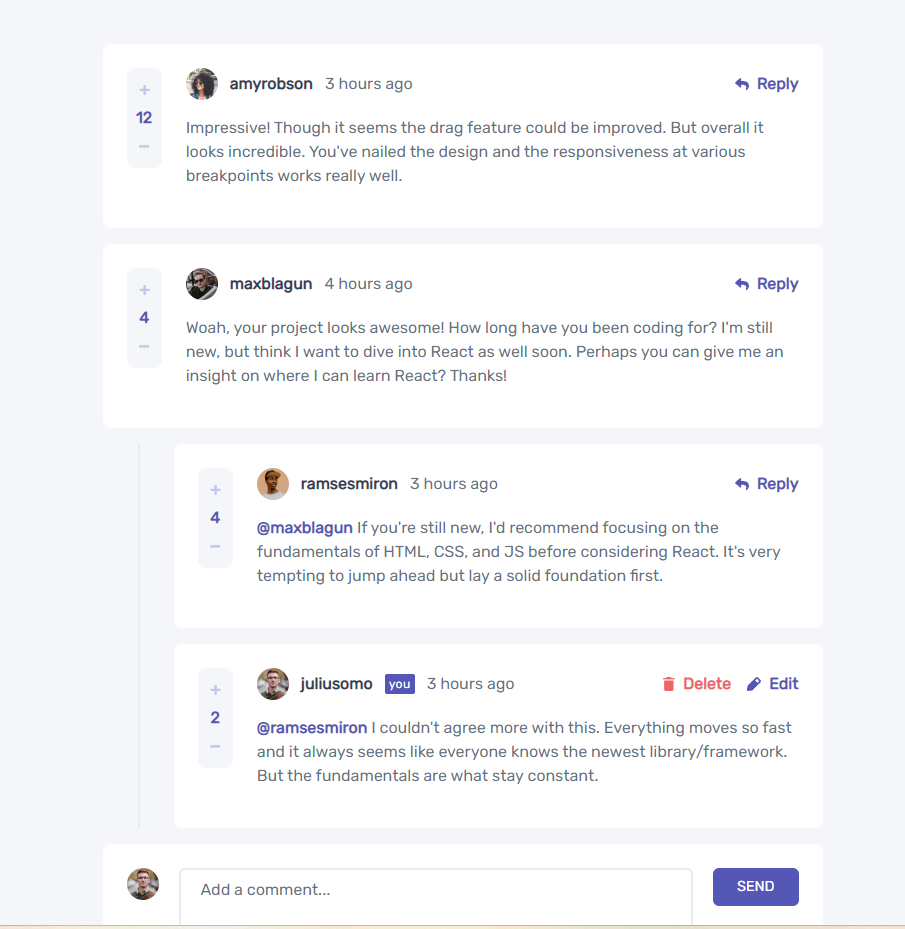 amyrobson 3 hours ago Reply
+
12
−
Impressive! Though it seems the drag feature could be improved. But overall it
looks incredible. You've nailed the design and the responsiveness at various
breakpoints works really well.
maxblagun 4 hours ago Reply
+
4
−
Woah, your project looks awesome! How long have you been coding for? I'm still
new, but think I want to dive into React as well soon. Perhaps you can give me an
insight on where I can learn React? Thanks!
ramsesmiron 3 hours ago Reply
+
4
−
@maxblagun If you're still new, I'd recommend focusing on the
fundamentals of HTML, CSS, and JS before considering React. It's very
tempting to jump ahead but lay a solid foundation first.
juliusomo you 3 hours ago Delete Edit
+
2
−
@ramsesmiron I couldn't agree more with this. Everything moves so fast
and it always seems like everyone knows the newest library/framework.
But the fundamentals are what stay constant.
Add a comment... SEND